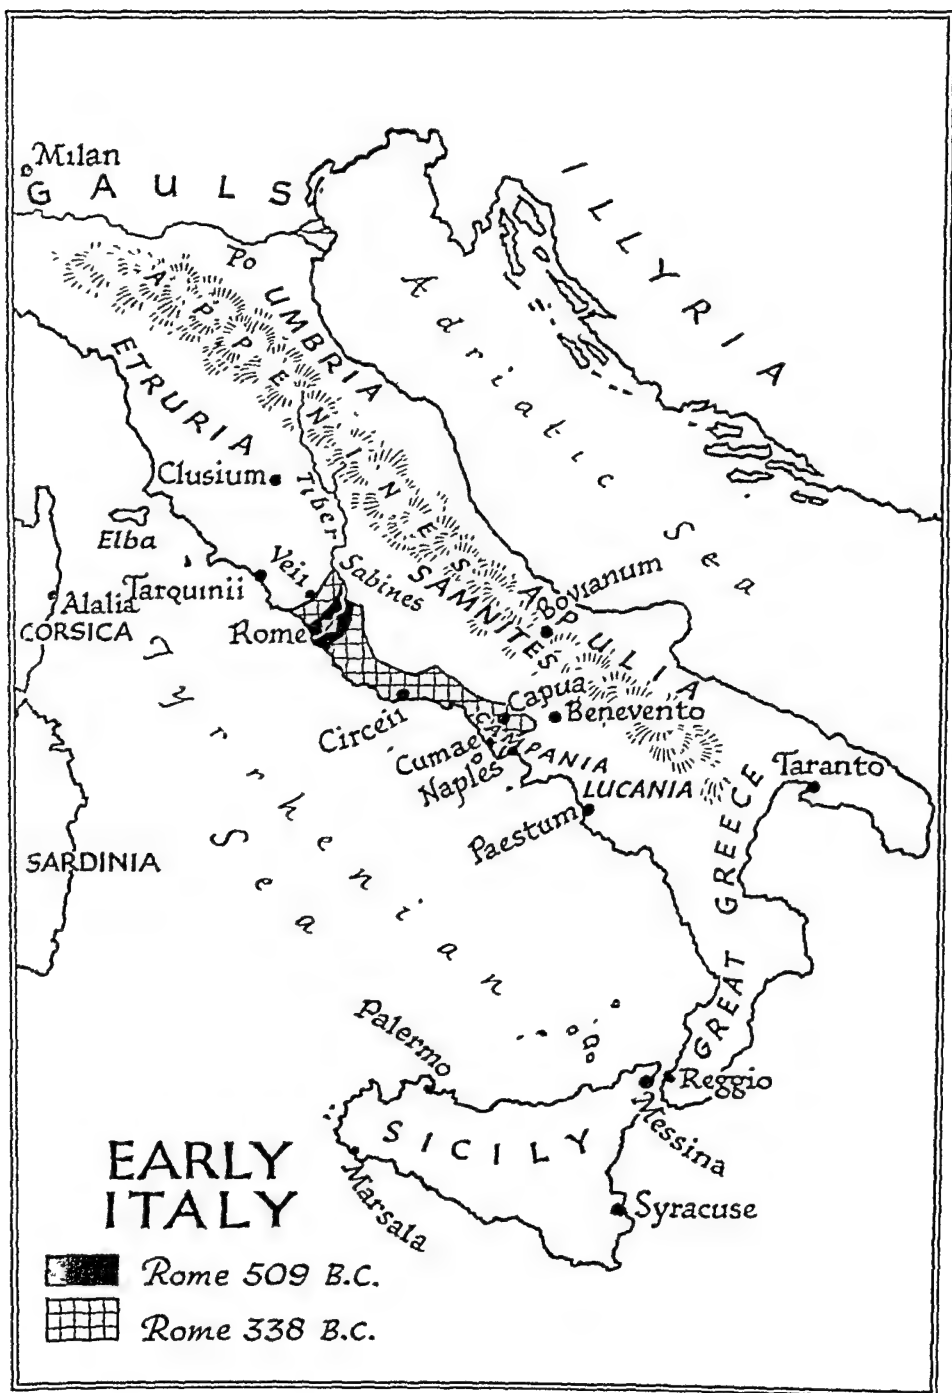 Milan
GAULS
ILLYRIA
Po
UMBRIA
APPENNINES
Adriatic Sea
ETRURIA
Clusium
Tiber
Elba
Veii
Sabines
Tarquinii
Alalia
CORSICA
SAMNITES
Bovianum
APULIA
Rome
Tyrrhenian Sea
Circeii
Capua
Benevento
Cumae
CAMPANIA
Naples
LUCANIA
Taranto
Paestum
SARDINIA
GREAT GREECE
Palermo
Reggio
Messina
SICILY
Marsala
Syracuse
EARLY
ITALY
Rome 509 B.C.
Rome 338 B.C.